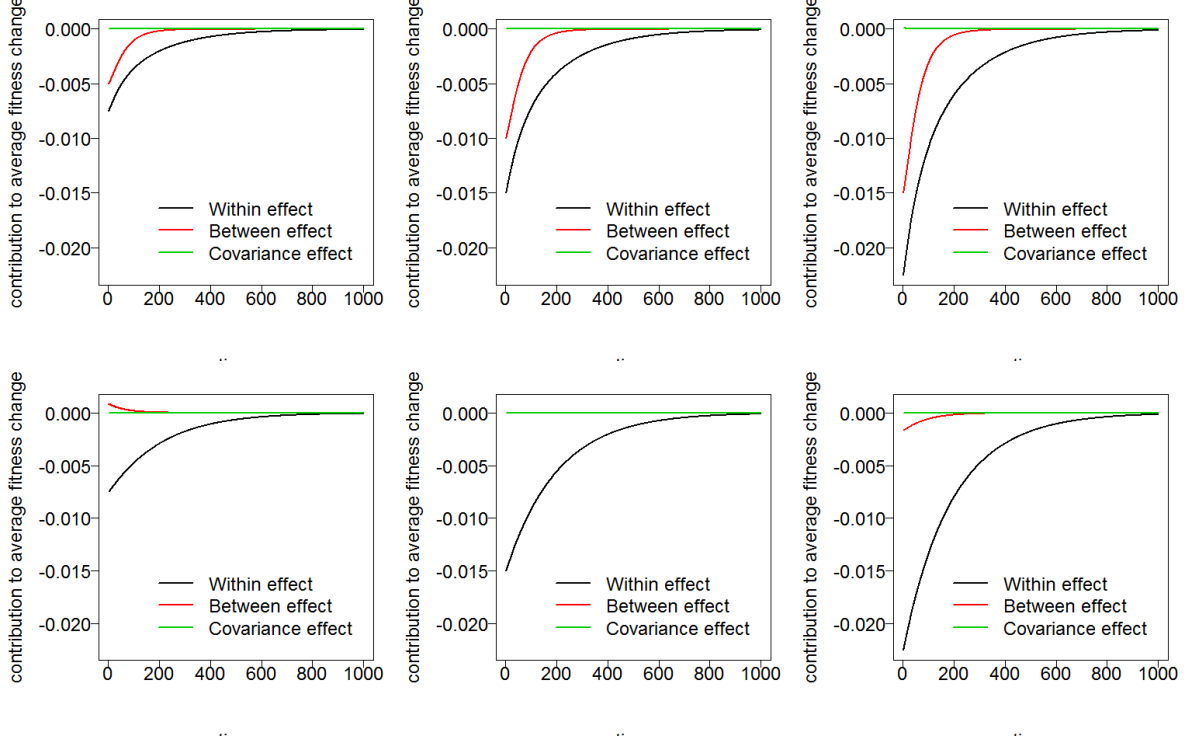 contribution to average fitness change
0.000
-0.005
-0.010
-0.015
-0.020
Within effect
Between effect
Covariance effect
0 200 400 600 800 1000
contribution to average fitness change
0.000
-0.005
-0.010
-0.015
-0.020
Within effect
Between effect
Covariance effect
0 200 400 600 800 1000
contribution to average fitness change
0.000
-0.005
-0.010
-0.015
-0.020
Within effect
Between effect
Covariance effect
0 200 400 600 800 1000
contribution to average fitness change
0.000
-0.005
-0.010
-0.015
-0.020
Within effect
Between effect
Covariance effect
0 200 400 600 800 1000
contribution to average fitness change
0.000
-0.005
-0.010
-0.015
-0.020
Within effect
Between effect
Covariance effect
0 200 400 600 800 1000
contribution to average fitness change
0.000
-0.005
-0.010
-0.015
-0.020
Within effect
Between effect
Covariance effect
0 200 400 600 800 1000